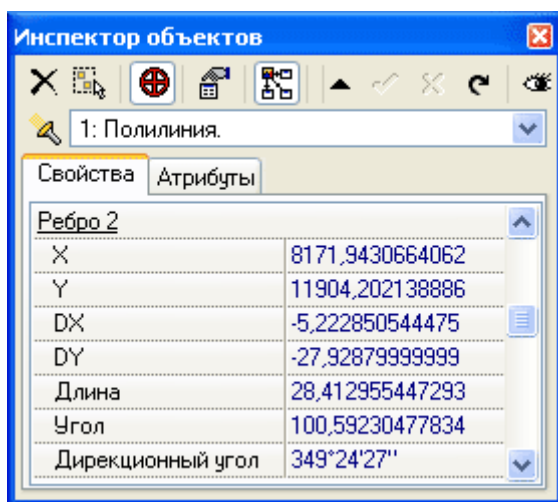 Инспектор объектов
1: Полилиния.
Свойства Атрибуты
Ребро 2
X 8171,9430664062
Y 11904,202138886
DX -5,222850544475
DY -27,92879999999
Длина 28,412955447293
Угол 100,59230477834
Дирекционный угол 349°24'27''